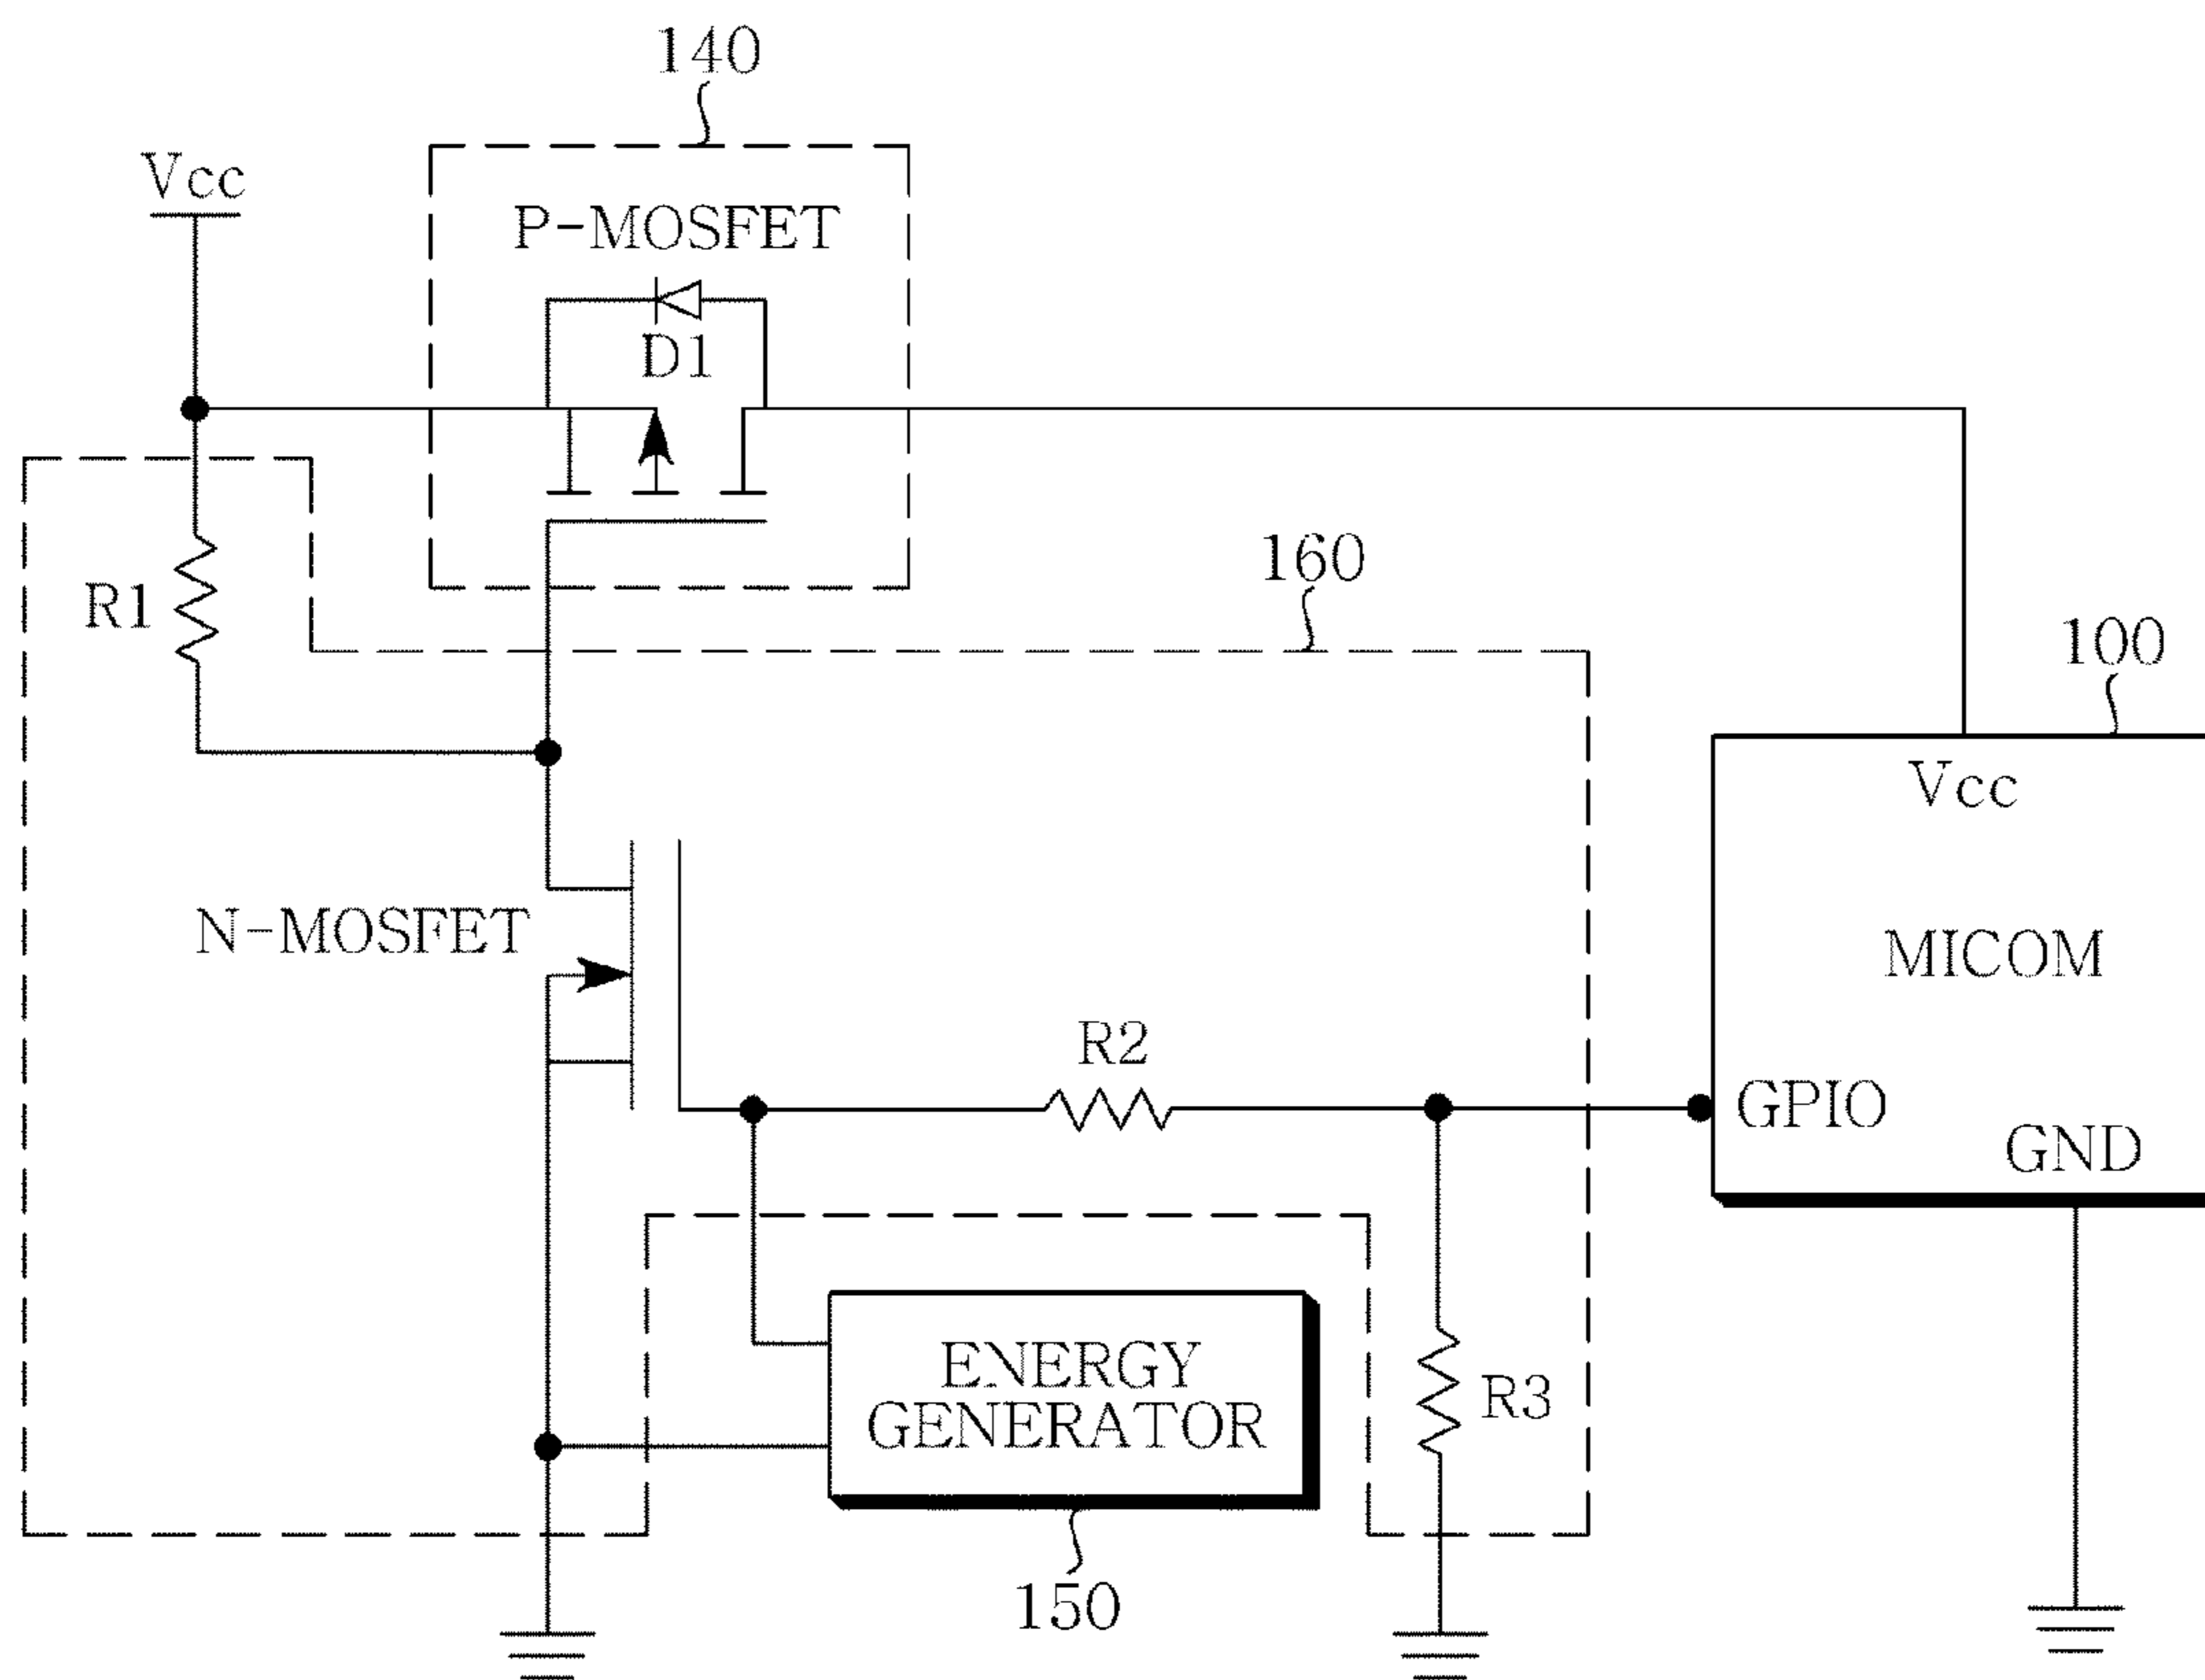 140
Vcc
P-MOSFET
D1
160
R1
100
Vcc
N-MOSFET
MICOM
R2
GPIO
GND
ENERGY
GENERATOR
R3
150